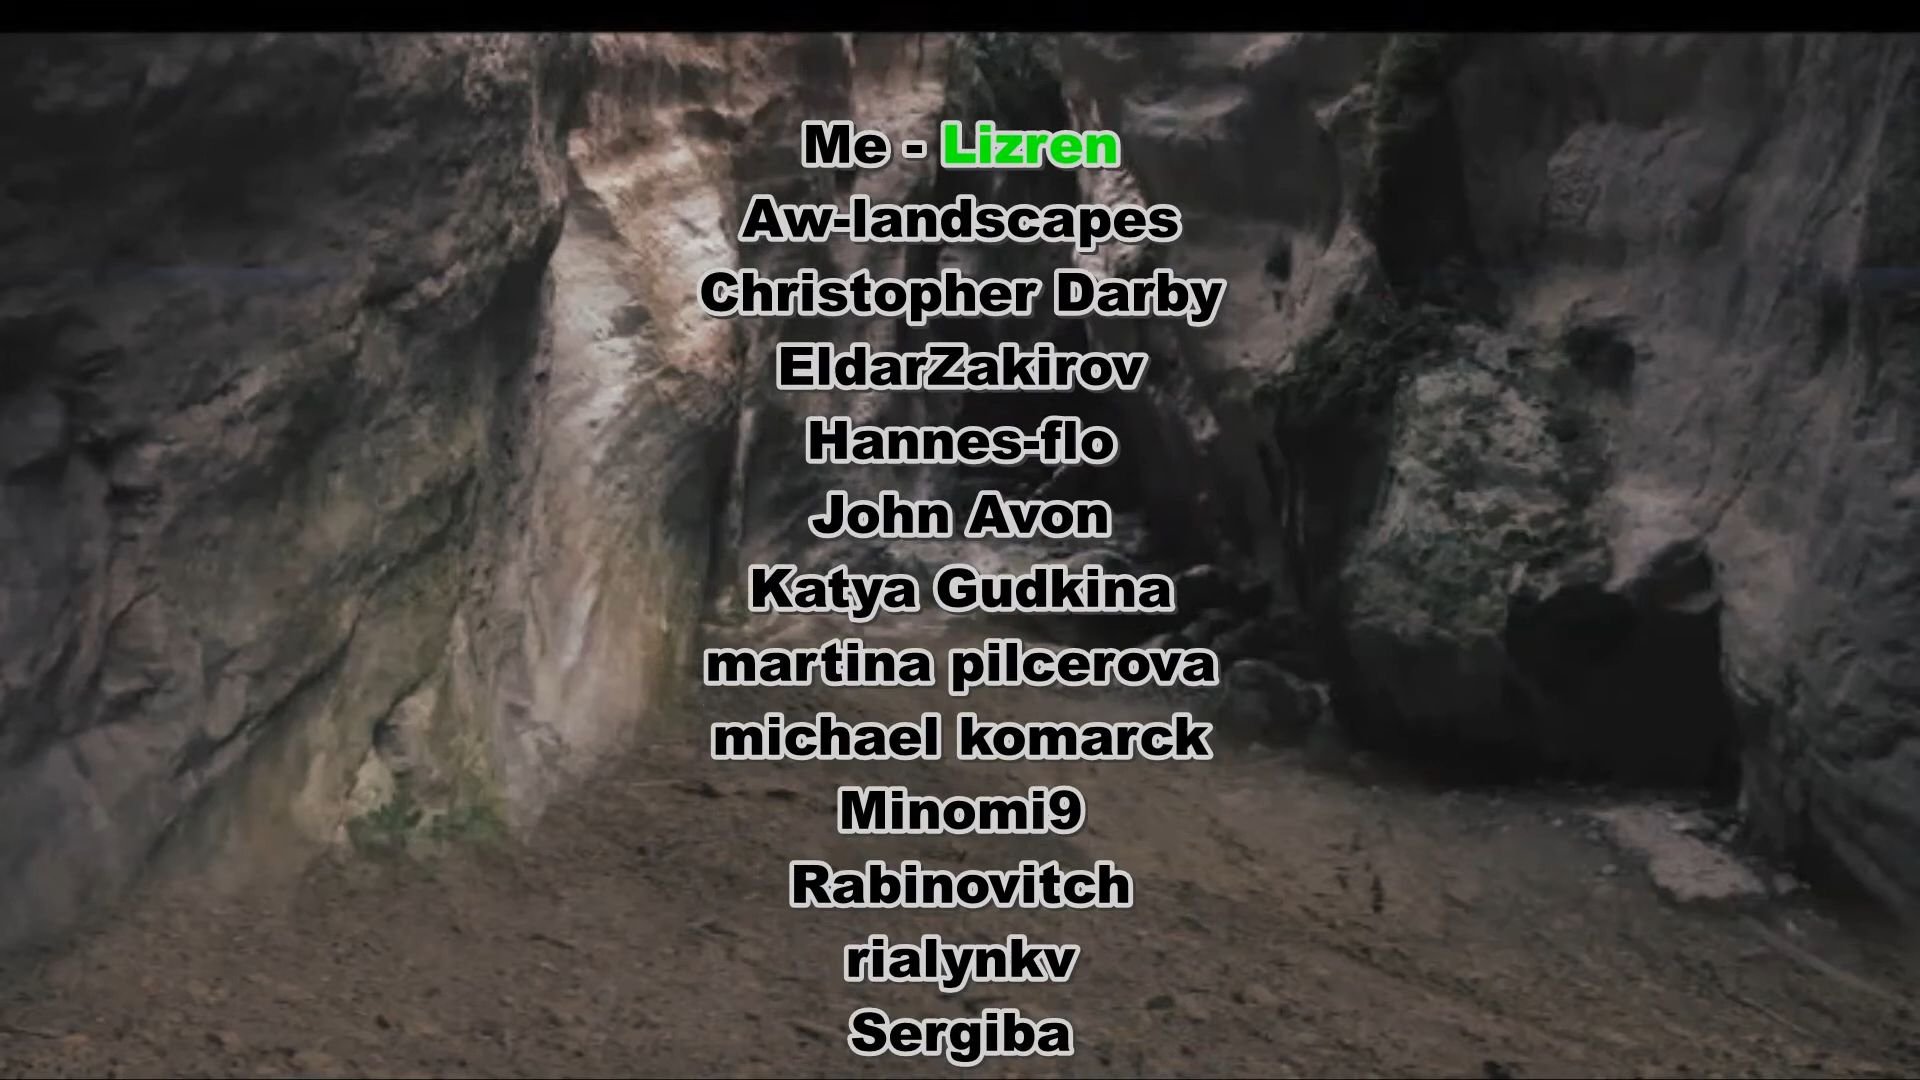 Me - Lizren
Aw-landscapes
Christopher Darby
EldarZakirov
Hannes-flo
John Avon
Katya Gudkina
martina pilcerova
michael komarck
Minomi9
Rabinovitch
rialynkv
Sergiba